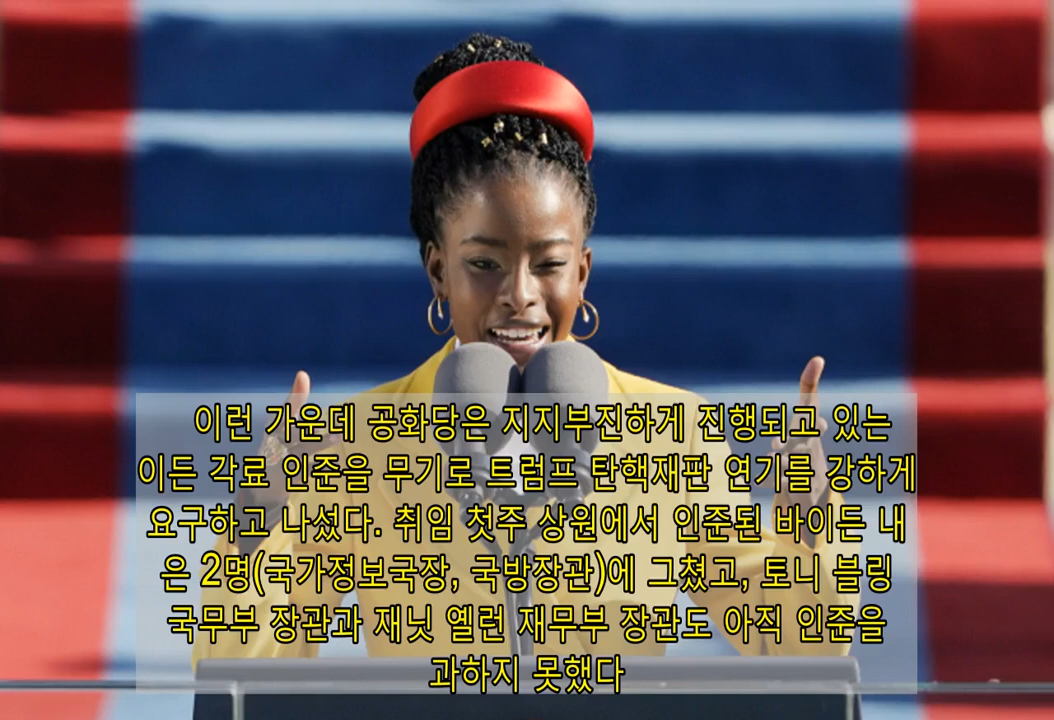 이런 가운데 공화당은 지지부진하게 진행되고 있는
이든 각료 인준을 무기로 트럼프 탄핵재판 연기를 강하게
요구하고 나섰다. 취임 첫주 상원에서 인준된 바이든 내
은 2명(국가정보국장, 국방장관)에 그쳤고, 토니 블링
국무부 장관과 재닛 옐런 재무부 장관도 아직 인준을
과하지 못했다